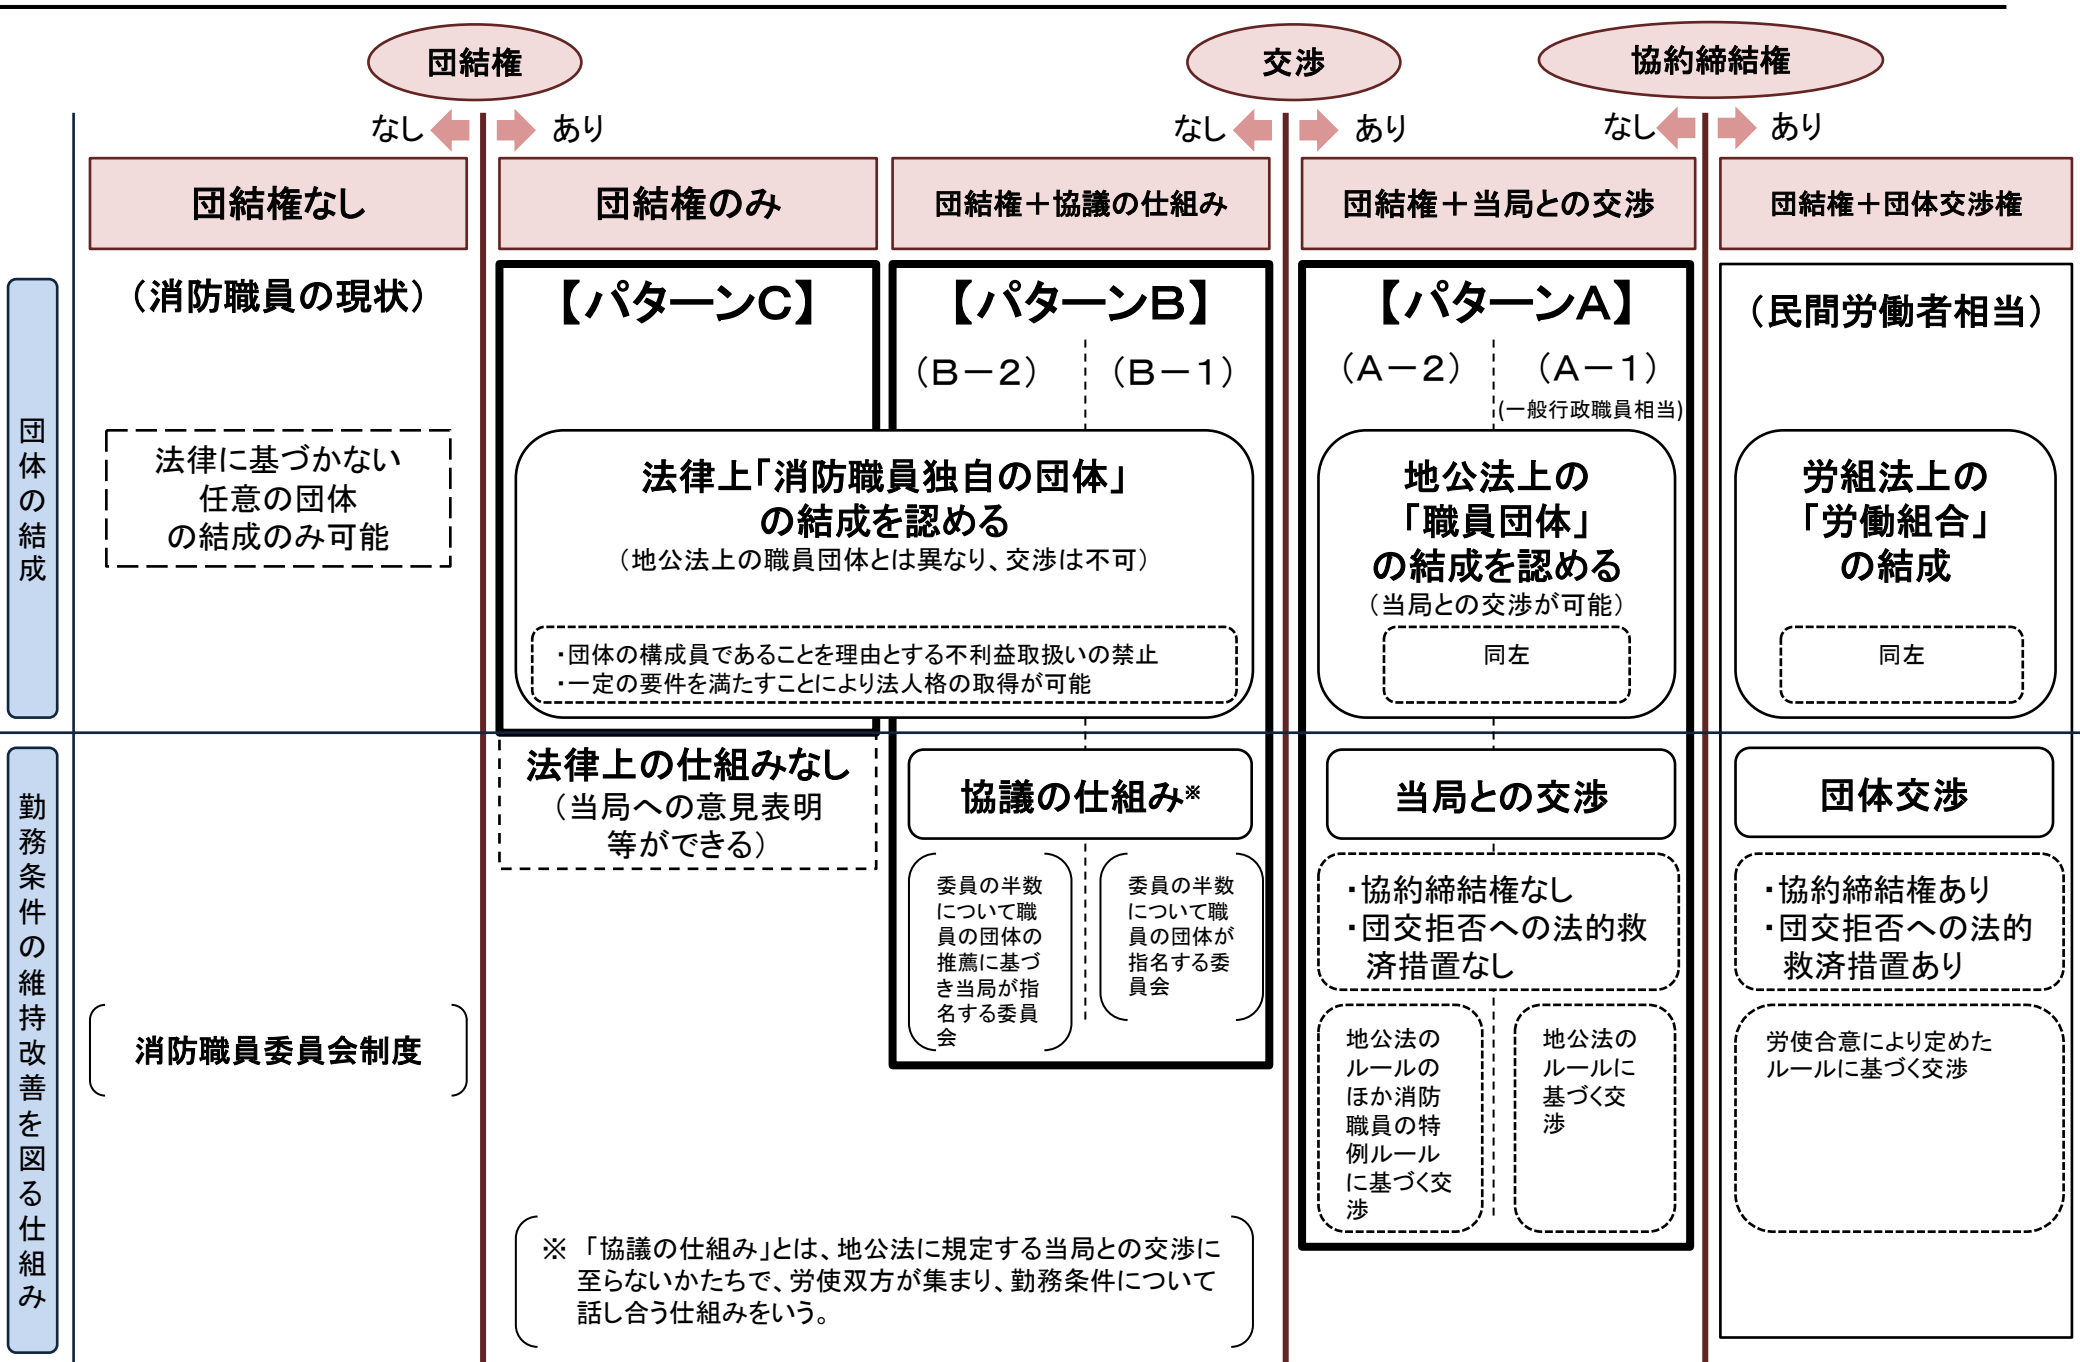 団結権
交渉
協約締結権
なし
あり
なし
あり
なし
あり
団結権なし
団結権のみ
団結権＋協議の仕組み
団結権＋当局との交渉
団結権＋団体交渉権
団体の結成
（消防職員の現状）
法律に基づかない
任意の団体
の結成のみ可能
【パターンC】
【パターンB】
（B－2）
（B－1）
法律上「消防職員独自の団体」
の結成を認める
（地公法上の職員団体とは異なり、交渉は不可）
・団体の構成員であることを理由とする不利益取扱いの禁止
・一定の要件を満たすことにより法人格の取得が可能
【パターンA】
（A－2）
（A－1）
(一般行政職員相当)
地公法上の
「職員団体」
の結成を認める
（当局との交渉が可能）
同左
（民間労働者相当）
労組法上の
「労働組合」
の結成
同左
勤務条件の維持改善を図る仕組み
消防職員委員会制度
法律上の仕組みなし
（当局への意見表明
等ができる）
協議の仕組み※
委員の半数
について職
員の団体の
推薦に基づ
き当局が指
名する委員
会
委員の半数
について職
員の団体が
指名する委
員会
当局との交渉
・協約締結権なし
・団交拒否への法的救
済措置なし
地公法の
ルールの
ほか消防
職員の特
例ルール
に基づく交
渉
地公法の
ルールに
基づく交
渉
団体交渉
・協約締結権あり
・団交拒否への法的
救済措置あり
労使合意により定めた
ルールに基づく交渉
※ 「協議の仕組み」とは、地公法に規定する当局との交渉に
至らないかたちで、労使双方が集まり、勤務条件について
話し合う仕組みをいう。